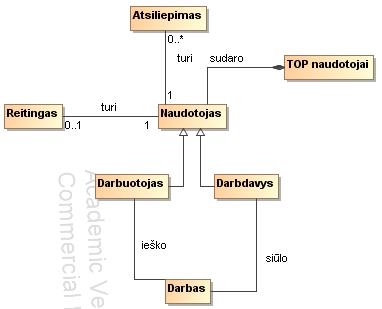 Atsiliepimas
0..*
turi
sudaro
TOP naudotojai
1
Reitingas
turi
0..1
1
Naudotojas
Darbuotojas
Darbdavys
ieško
siūlo
Darbas
Academic Ve
Commercial